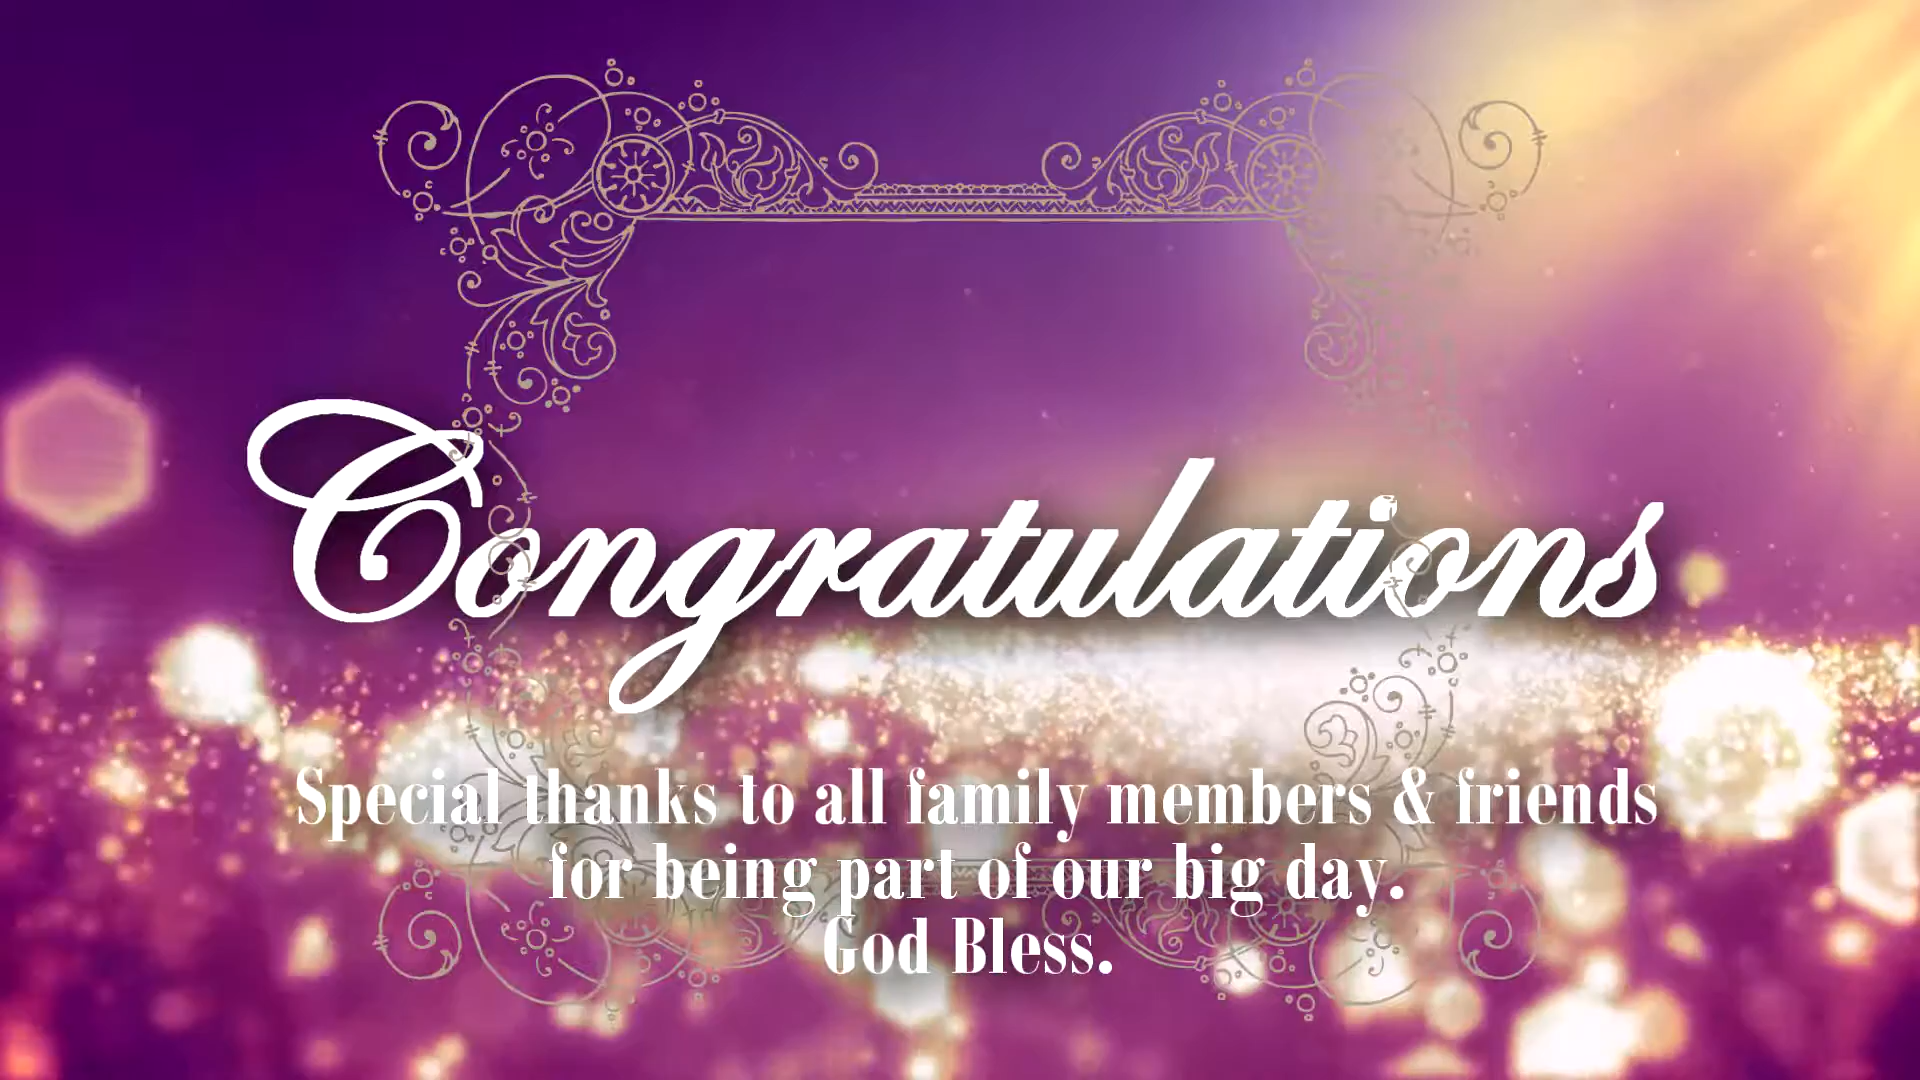 Congratulations
Special thanks to all family members & friends
for being part of our big day.
God Bless.